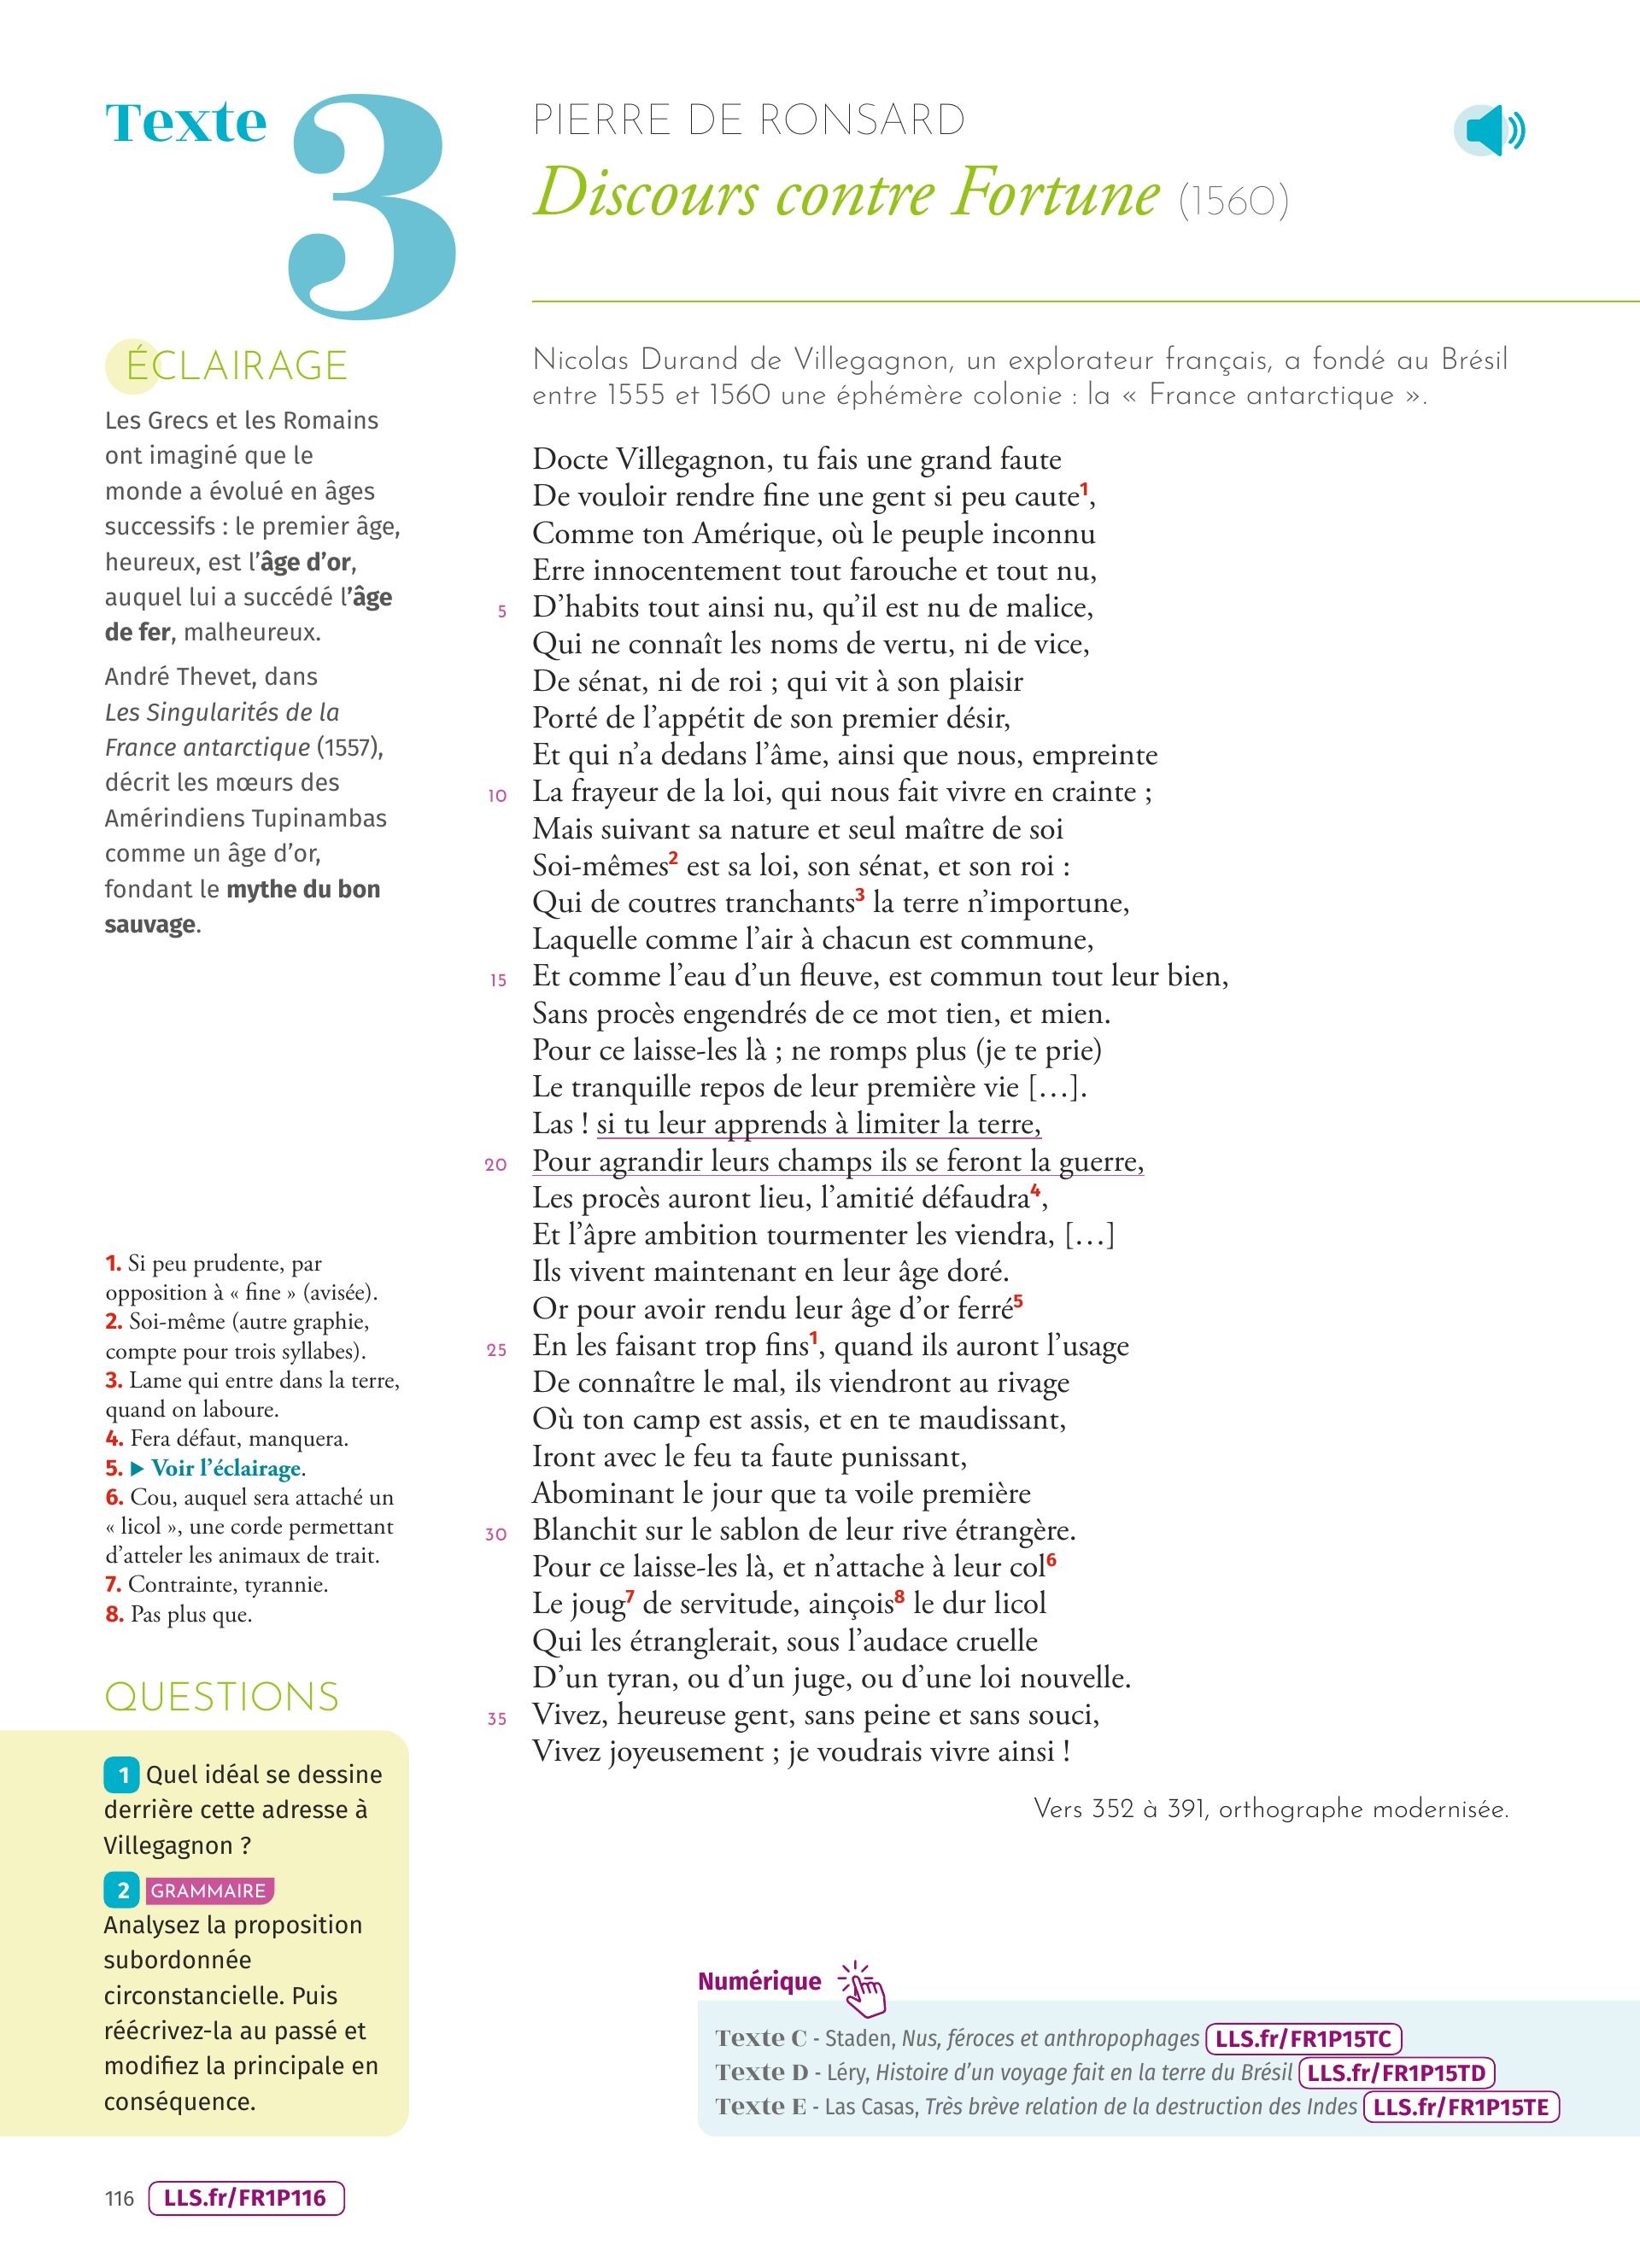 Texte 3
PIERRE DE RONSARD
Discours contre Fortune (1560)
ÉCLAIRAGE
Les Grecs et les Romains
ont imaginé que le
monde a évolué en âges
successifs : le premier âge,
heureux, est l’âge d’or,
auquel lui a succédé l’âge
de fer, malheureux.
André Thevet, dans
Les Singularités de la
France antarctique (1557),
décrit les mœurs des
Amérindiens Tupinambas
comme un âge d’or,
fondant le mythe du bon
sauvage.
1. Si peu prudente, par
opposition à « fine » (avisée).
2. Soi-même (autre graphie,
compte pour trois syllabes).
3. Lame qui entre dans la terre,
quand on laboure.
4. Fera défaut, manquera.
5. ▶ Voir l’éclairage.
6. Cou, auquel sera attaché un
« licol », une corde permettant
d’atteler les animaux de trait.
7. Contrainte, tyrannie.
8. Pas plus que.
QUESTIONS
1 Quel idéal se dessine
derrière cette adresse à
Villegagnon ?
2 GRAMMAIRE
Analysez la proposition
subordonnée
circonstancielle. Puis
réécrivez-la au passé et
modifiez la principale en
conséquence.
Nicolas Durand de Villegagnon, un explorateur français, a fondé au Brésil
entre 1555 et 1560 une éphémère colonie : la « France antarctique ».
Docte Villegagnon, tu fais une grand faute
De vouloir rendre fine une gent si peu caute1,
Comme ton Amérique, où le peuple inconnu
Erre innocentement tout farouche et tout nu,
5 D’habits tout ainsi nu, qu’il est nu de malice,
Qui ne connaît les noms de vertu, ni de vice,
De sénat, ni de roi ; qui vit à son plaisir
Porté de l’appétit de son premier désir,
Et qui n’a dedans l’âme, ainsi que nous, empreinte
10 La frayeur de la loi, qui nous fait vivre en crainte ;
Mais suivant sa nature et seul maître de soi
Soi-mêmes2 est sa loi, son sénat, et son roi :
Qui de coutres tranchants3 la terre n’importune,
Laquelle comme l’air à chacun est commune,
15 Et comme l’eau d’un fleuve, est commun tout leur bien,
Sans procès engendrés de ce mot tien, et mien.
Pour ce laisse-les là ; ne romps plus (je te prie)
Le tranquille repos de leur première vie […].
Las ! si tu leur apprends à limiter la terre,
20 Pour agrandir leurs champs ils se feront la guerre,
Les procès auront lieu, l’amitié défaudra4,
Et l’âpre ambition tourmenter les viendra, […]
Ils vivent maintenant en leur âge doré.
Or pour avoir rendu leur âge d’or ferré5
25 En les faisant trop fins1, quand ils auront l’usage
De connaître le mal, ils viendront au rivage
Où ton camp est assis, et en te maudissant,
Iront avec le feu ta faute punissant,
Abominant le jour que ta voile première
30 Blanchit sur le sablon de leur rive étrangère.
Pour ce laisse-les là, et n’attache à leur col6
Le joug7 de servitude, ainçois8 le dur licol
Qui les étranglerait, sous l’audace cruelle
D’un tyran, ou d’un juge, ou d’une loi nouvelle.
35 Vivez, heureuse gent, sans peine et sans souci,
Vivez joyeusement ; je voudrais vivre ainsi !
Vers 352 à 391, orthographe modernisée.
Numérique
Texte C - Staden, Nus, féroces et anthropophages LLS.fr/FR1P15TC
Texte D - Léry, Histoire d’un voyage fait en la terre du Brésil LLS.fr/FR1P15TD
Texte E - Las Casas, Très brève relation de la destruction des Indes LLS.fr/FR1P15TE
116 LLS.fr/FR1P116